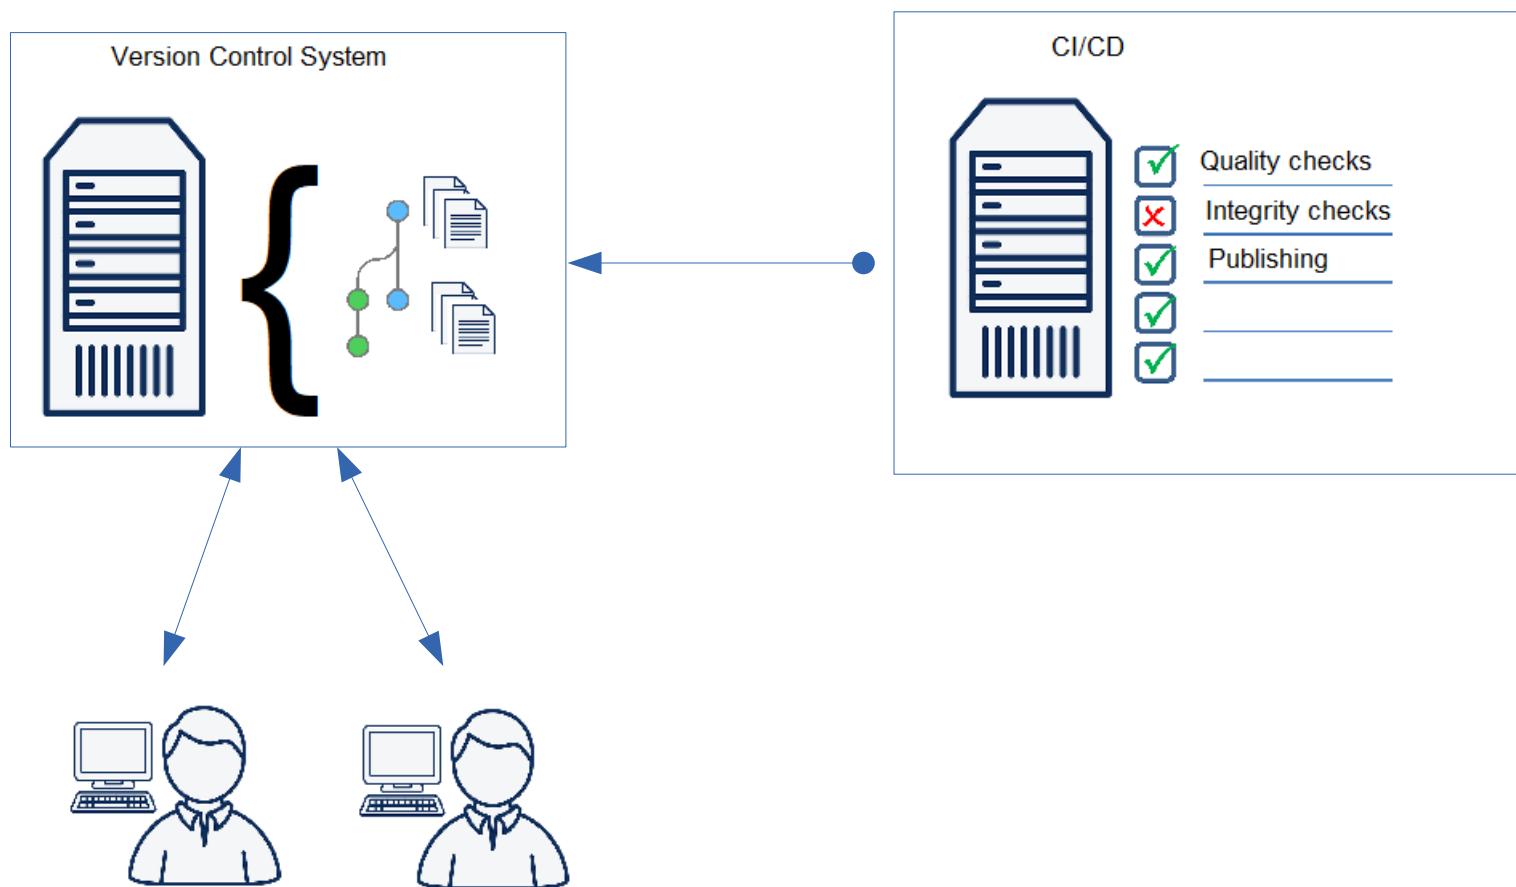 Version Control System
CI/CD
Quality checks
Integrity checks
Publishing